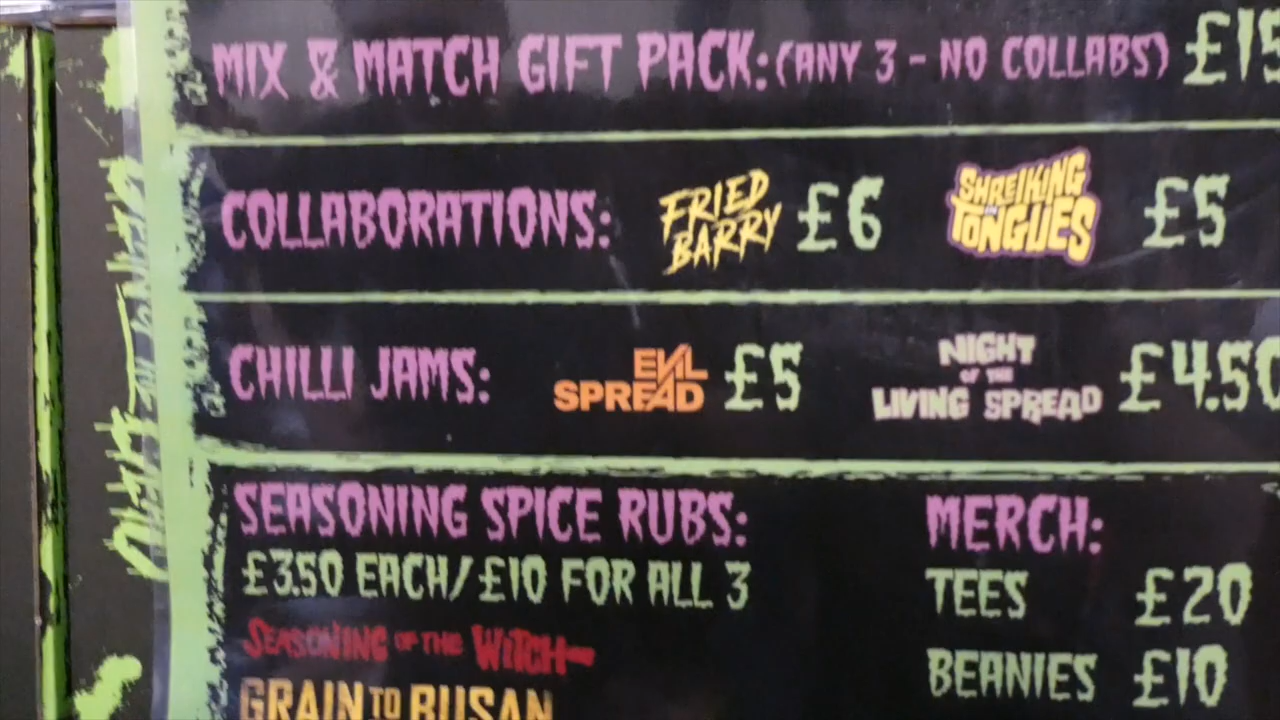 MIX & MATCH GIFT PACK: (ANY 3 - NO COLLABS) £15
COLLABORATIONS: FRIED BARRY £6 SHREIKING TONGUES £5
CHILLI JAMS: EVIL SPREAD £5 NIGHT OF THE LIVING SPREAD £4.50
SEASONING SPICE RUBS:
£3.50 EACH/£10 FOR ALL 3
SEASONING OF THE WITCH
GRAIN TO BUSAN
MERCH:
TEES £20
BEANIES £10